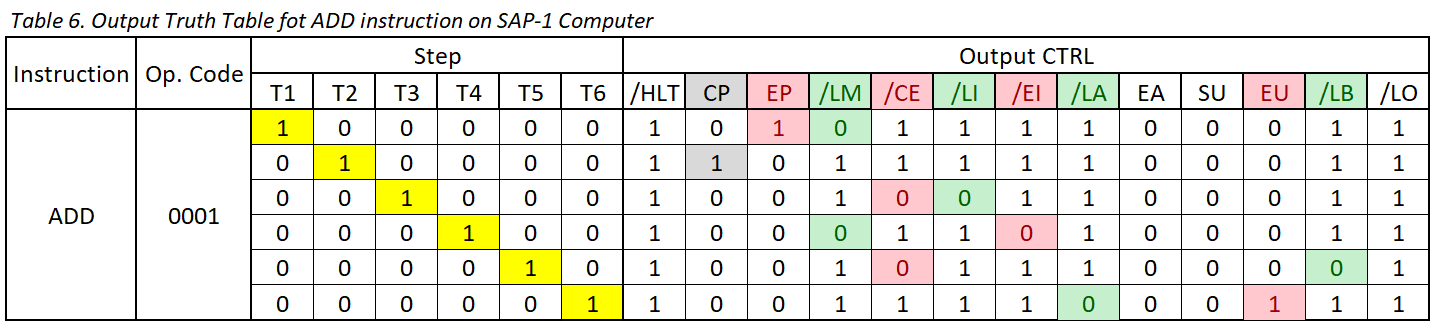 Table 6. Output Truth Table fot ADD instruction on SAP-1 Computer
Instruction Op. Code Step Output CTRL
T1 T2 T3 T4 T5 T6 /HLT CP EP /LM /CE /LI /EI /LA EA SU EU /LB /LO
1 0 0 0 0 0 1 0 1 0 1 1 1 1 0 0 0 1 1
0 1 0 0 0 0 1 1 0 1 1 1 1 1 0 0 0 1 1
0 0 1 0 0 0 1 0 0 1 0 0 1 1 0 0 0 1 1
ADD 0001 0 0 0 1 0 0 1 0 0 0 1 1 0 1 0 0 0 1 1
0 0 0 0 1 0 1 0 0 1 0 1 1 1 0 0 0 0 1
0 0 0 0 0 1 1 0 0 1 1 1 1 0 0 0 1 1 1